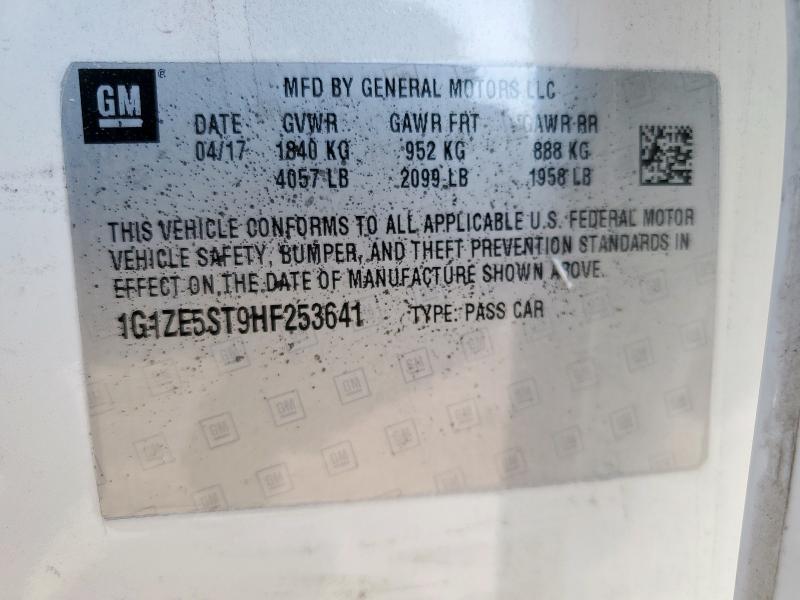 GM ®
MFD BY GENERAL MOTORS LLC
DATE GVWR GAWR FRT GAWR RR
04/17 1840 KG 952 KG 888 KG
4057 LB 2099 LB 1958 LB
THIS VEHICLE CONFORMS TO ALL APPLICABLE U.S. FEDERAL MOTOR
VEHICLE SAFETY, BUMPER, AND THEFT PREVENTION STANDARDS IN
EFFECT ON THE DATE OF MANUFACTURE SHOWN ABOVE.
1G1ZE5ST9HF253641 TYPE: PASS CAR